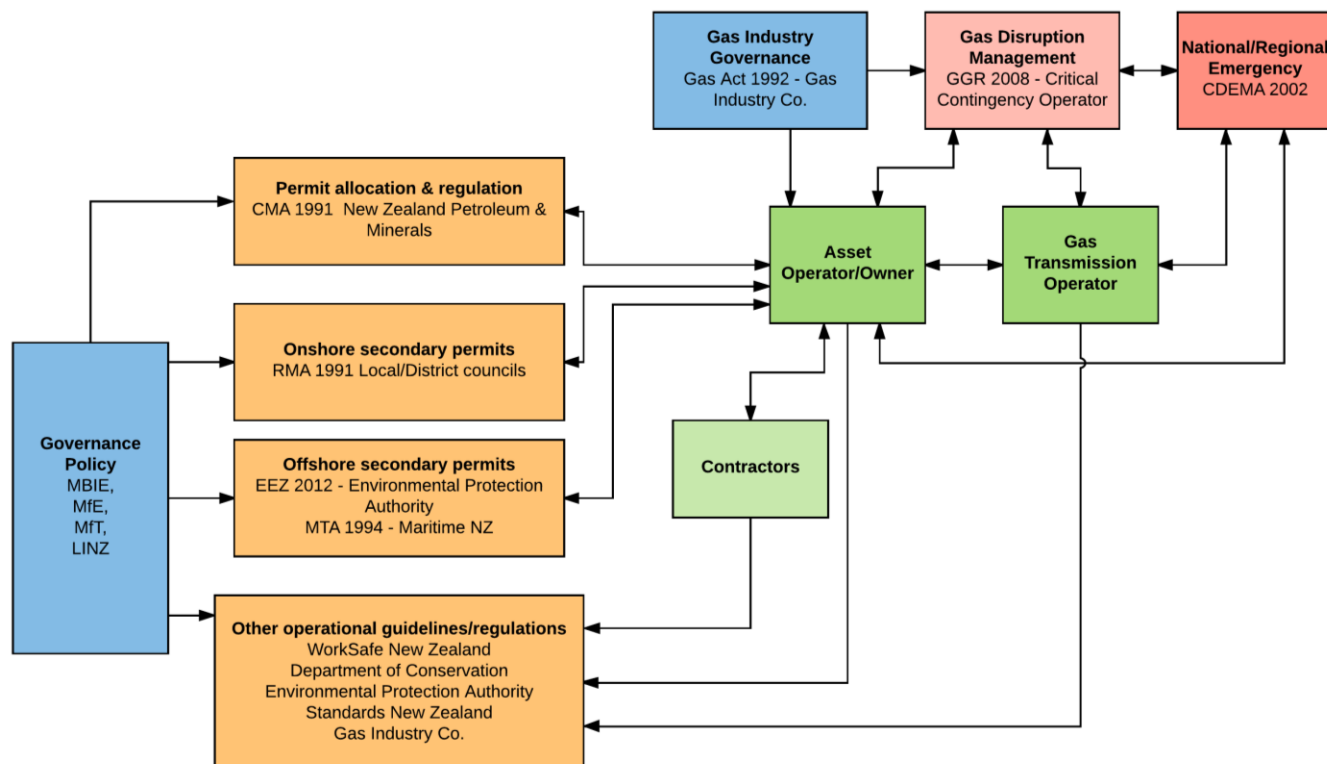 Gas Industry
Governance
Gas Act 1992 - Gas
Industry Co.
Gas Disruption
Management
GGR 2008 - Critical
Contingency Operator
National/Regional
Emergency
CDEMA 2002
Permit allocation & regulation
CMA 1991  New Zealand Petroleum &
Minerals
Asset
Operator/Owner
Gas
Transmission
Operator
Onshore secondary permits
RMA 1991 Local/District councils
Governance
Policy
MBIE,
MfE,
MfT,
LINZ
Offshore secondary permits
EEZ 2012 - Environmental Protection
Authority
MTA 1994 - Maritime NZ
Contractors
Other operational guidelines/regulations
WorkSafe New Zealand
Department of Conservation
Environmental Protection Authority
Standards New Zealand
Gas Industry Co.